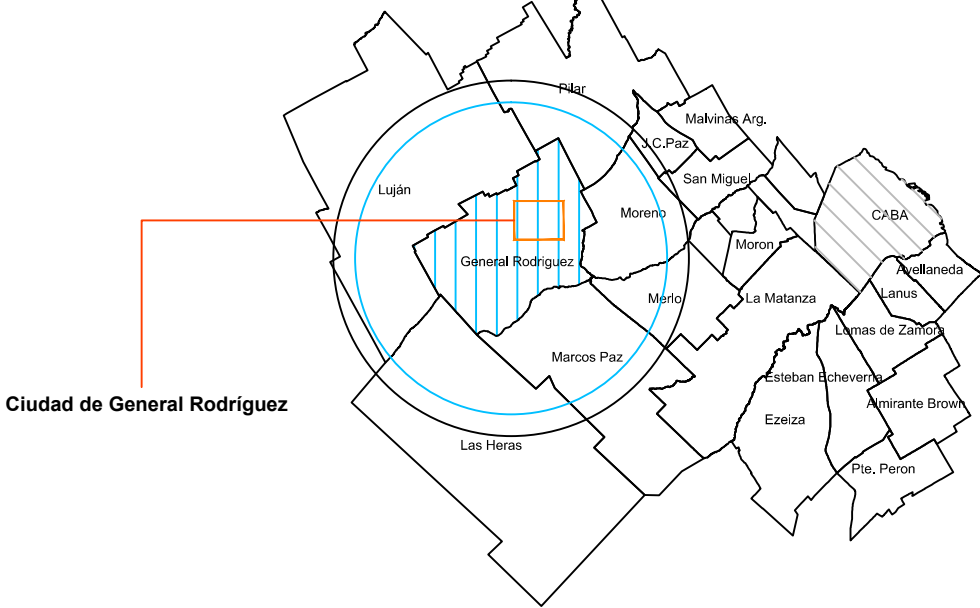 Pilar
Malvinas Arg.
J.C.Paz
San Miguel
Luján
Moreno
CABA
Moron
General Rodriguez
Avellaneda
Merlo
La Matanza
Lanus
Lomas de Zamora
Marcos Paz
Esteban Echeverria
Ciudad de General Rodríguez
Almirante Brown
Ezeiza
Las Heras
Pte. Peron